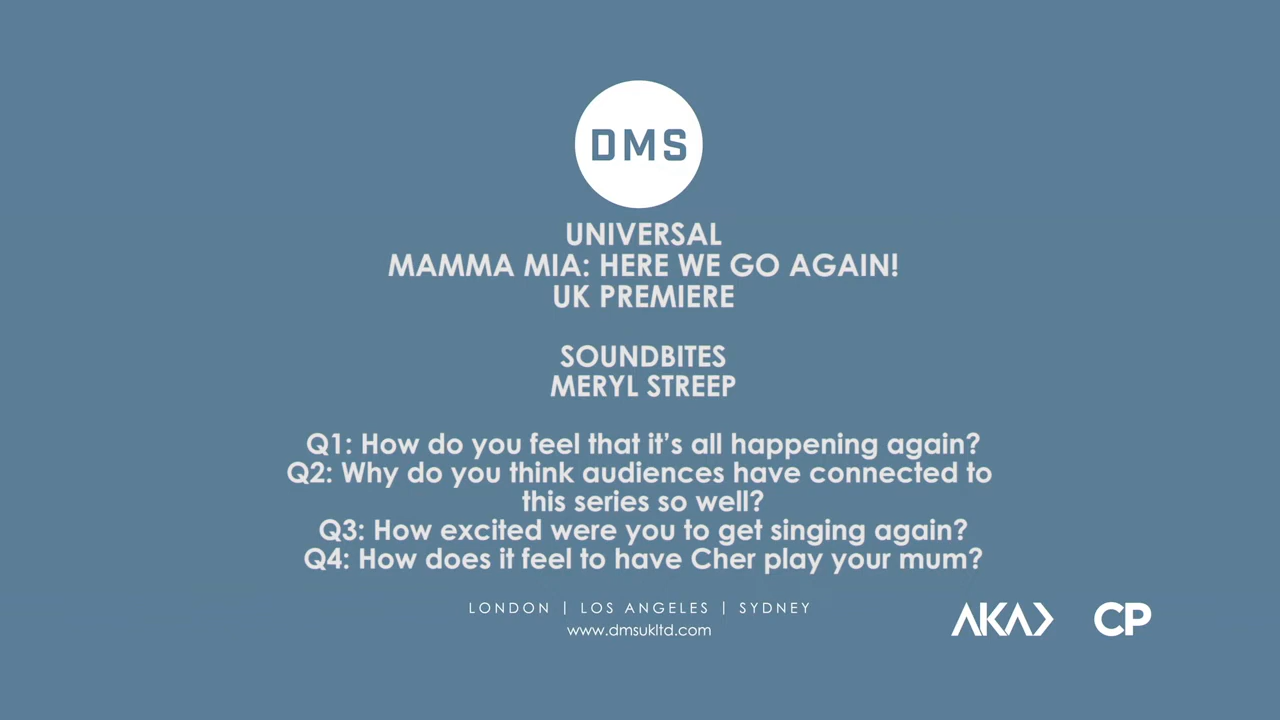 DMS
UNIVERSAL
MAMMA MIA: HERE WE GO AGAIN!
UK PREMIERE
SOUNDBITES
MERYL STREEP
Q1: How do you feel that it's all happening again?
Q2: Why do you think audiences have connected to
this series so well?
Q3: How excited were you to get singing again?
Q4: How does it feel to have Cher play your mum?
LONDON | LOS ANGELES | SYDNEY
www.dmsukltd.com
AKA
CP